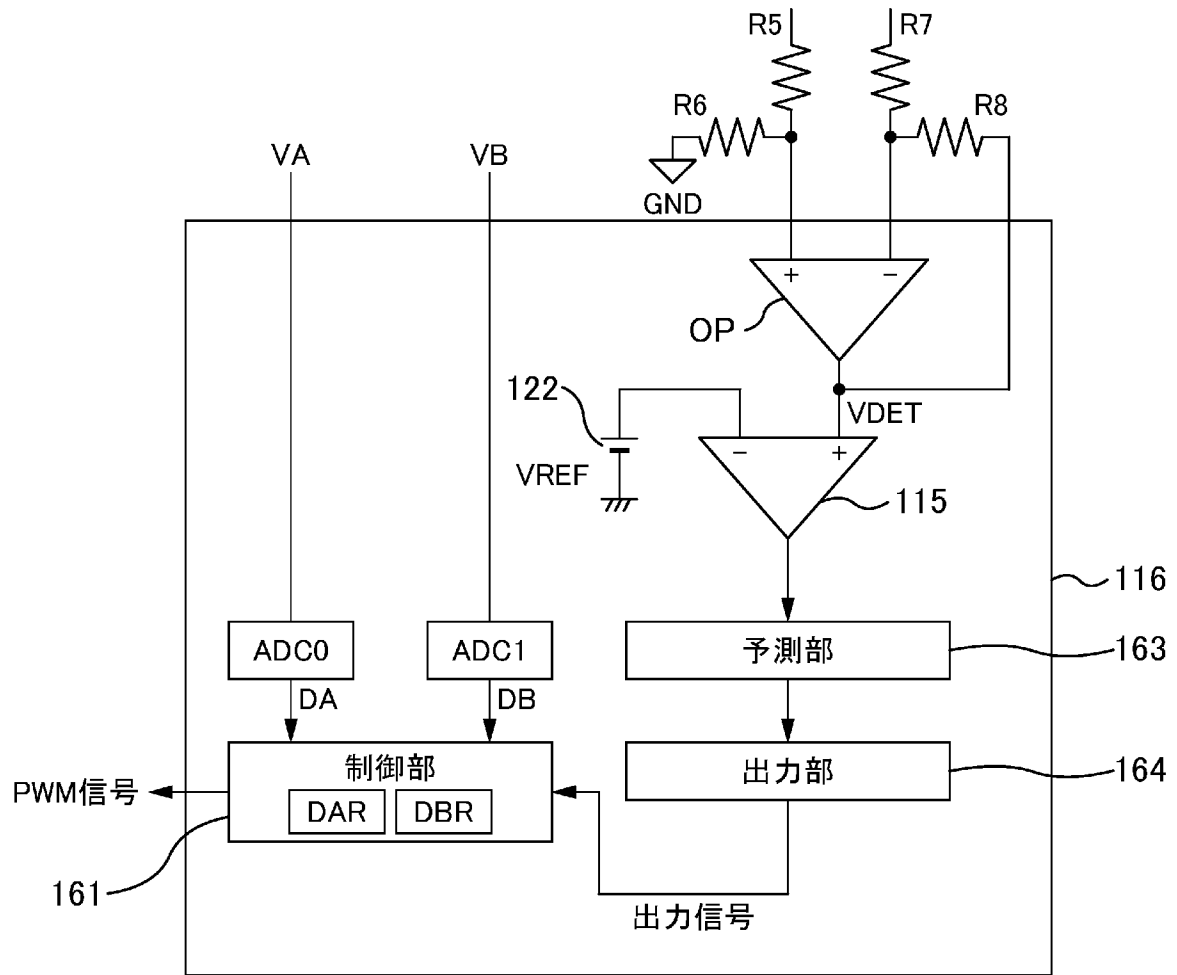 R5 R7
R6 R8
VA VB
GND
+ −
OP
122
VDET
− +
VREF
115
116
ADC0 ADC1 予測部 163
DA DB
制御部 出力部 164
PWM信号
DAR DBR
161
出力信号